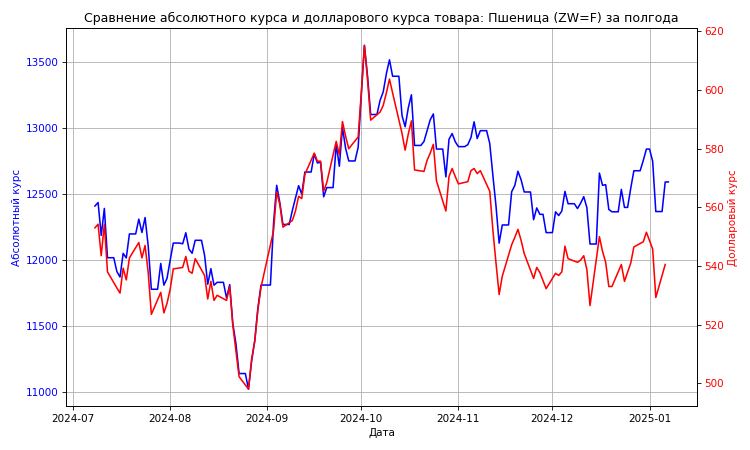 Сравнение абсолютного курса и долларового курса товара: Пшеница (ZW=F) за полгода
Абсолютный курс
13500
13000
12500
12000
11500
11000
620
600
580
560
540
520
500
Долларовый курс
2024-07 2024-08 2024-09 2024-10 2024-11 2024-12 2025-01
Дата